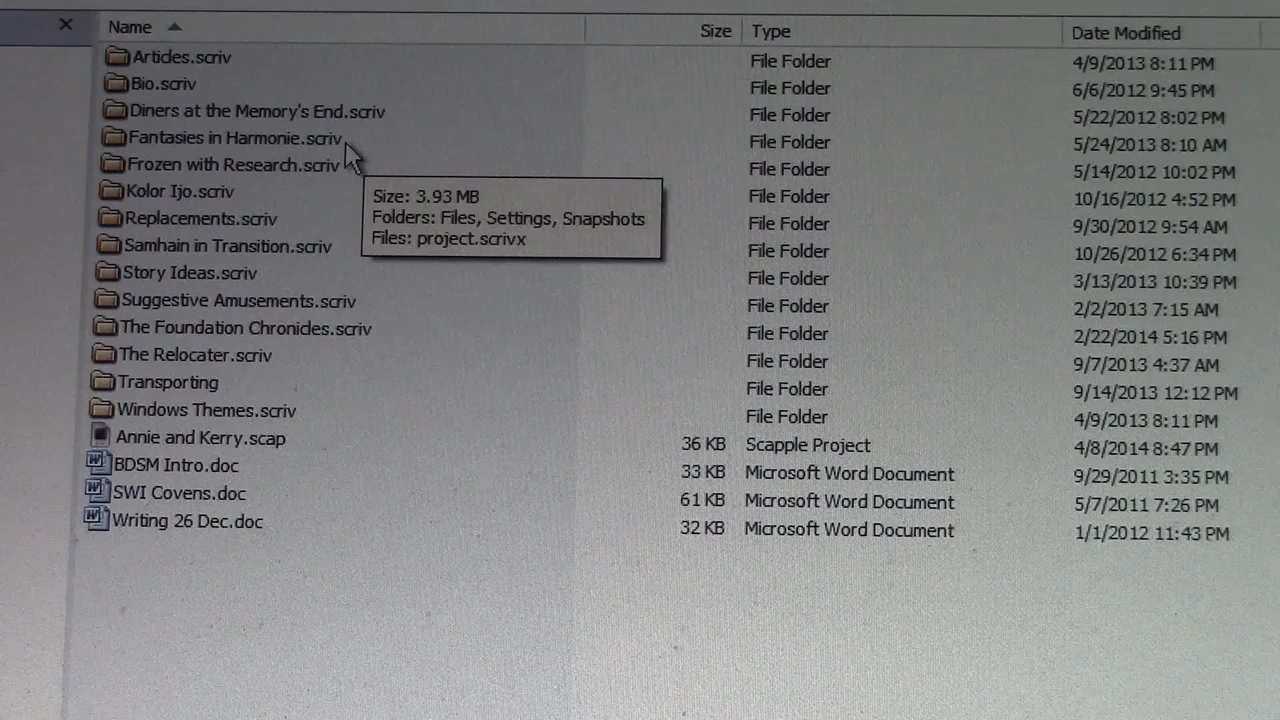 Name Size Type Date Modified
Articles.scriv File Folder 4/9/2013 8:11 PM
Bio.scriv File Folder 6/6/2012 9:45 PM
Diners at the Memory's End.scriv File Folder 5/22/2012 8:02 PM
Fantasies in Harmonie.scriv File Folder 5/24/2013 8:10 AM
Frozen with Research.scriv File Folder 5/14/2012 10:02 PM
Kolor Ijo.scriv File Folder 10/16/2012 4:52 PM
Replacements.scriv File Folder 9/30/2012 9:54 AM
Samhain in Transition.scriv File Folder 10/26/2012 6:34 PM
Story Ideas.scriv File Folder 3/13/2013 10:39 PM
Suggestive Amusements.scriv File Folder 2/2/2013 7:15 AM
The Foundation Chronicles.scriv File Folder 2/22/2014 5:16 PM
The Relocater.scriv File Folder 9/7/2013 4:37 AM
Transporting File Folder 9/14/2013 12:12 PM
Windows Themes.scriv File Folder 4/9/2013 8:11 PM
Annie and Kerry.scap 36 KB Scapple Project 4/8/2014 8:47 PM
BDSM Intro.doc 33 KB Microsoft Word Document 9/29/2011 3:35 PM
SWI Covens.doc 61 KB Microsoft Word Document 5/7/2011 7:26 PM
Writing 26 Dec.doc 32 KB Microsoft Word Document 1/1/2012 11:43 PM
Size: 3.93 MB
Folders: Files, Settings, Snapshots
Files: project.scrivx